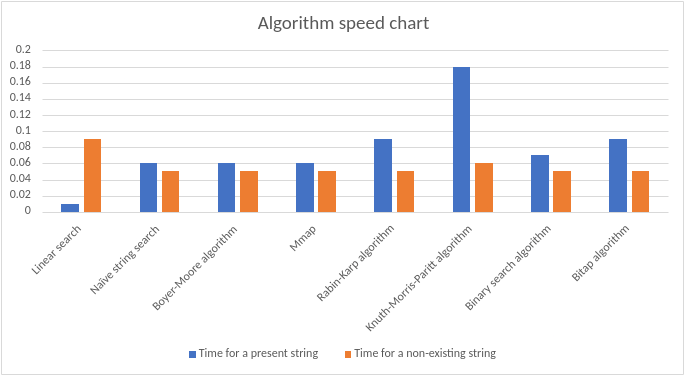 Algorithm speed chart
0.2
0.18
0.16
0.14
0.12
0.1
0.08
0.06
0.04
0.02
0
Linear search
Naïve string search
Boyer-Moore algorithm
Mmap
Rabin-Karp algorithm
Knuth-Morris-Paritt algorithm
Binary search algorithm
Bitap algorithm
Time for a present string
Time for a non-existing string